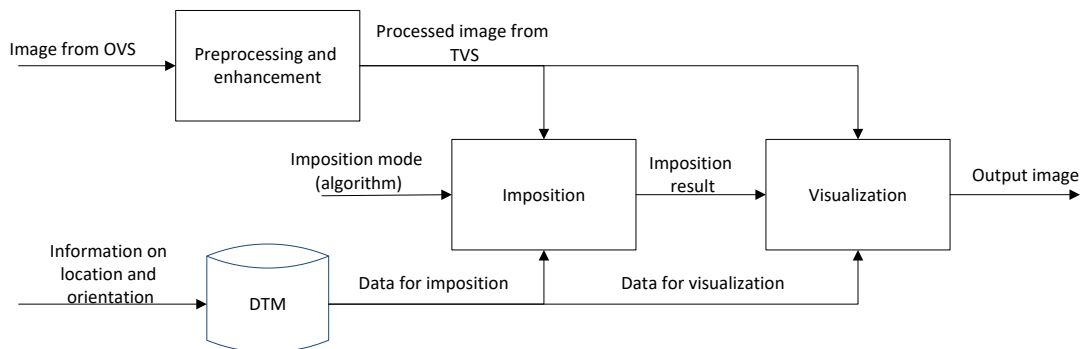 Image from OVS
Preprocessing and
enhancement
Processed image from
TVS
Imposition mode
(algorithm)
Imposition
Imposition
result
Visualization
Output image
Information on
location and
orientation
DTM
Data for imposition
Data for visualization